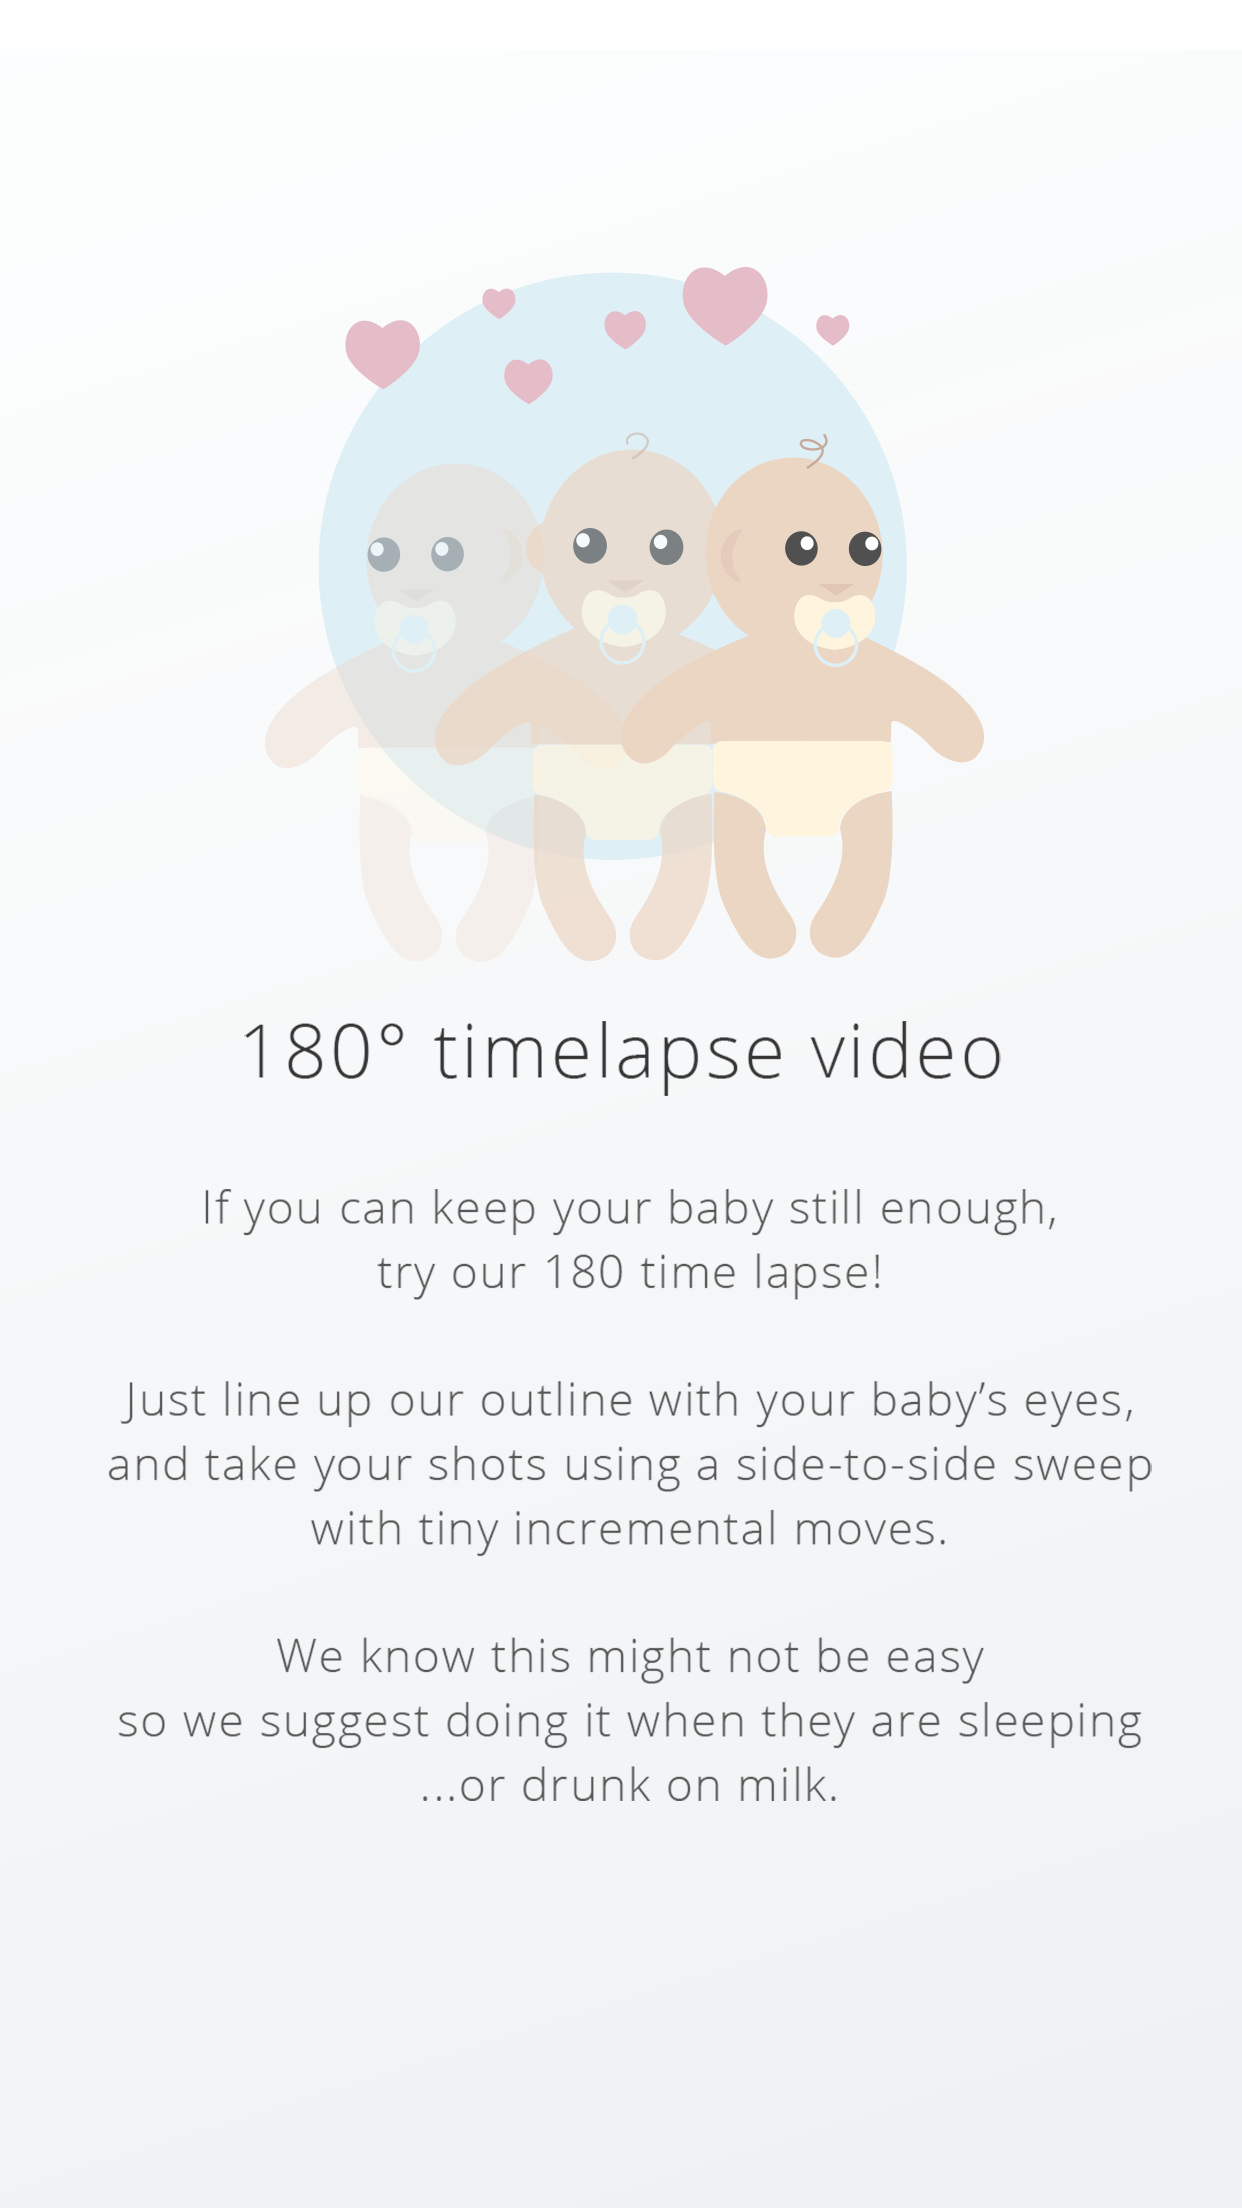 180° timelapse video
If you can keep your baby still enough,
try our 180 time lapse!
Just line up our outline with your baby’s eyes,
and take your shots using a side-to-side sweep
with tiny incremental moves.
We know this might not be easy
so we suggest doing it when they are sleeping
...or drunk on milk.